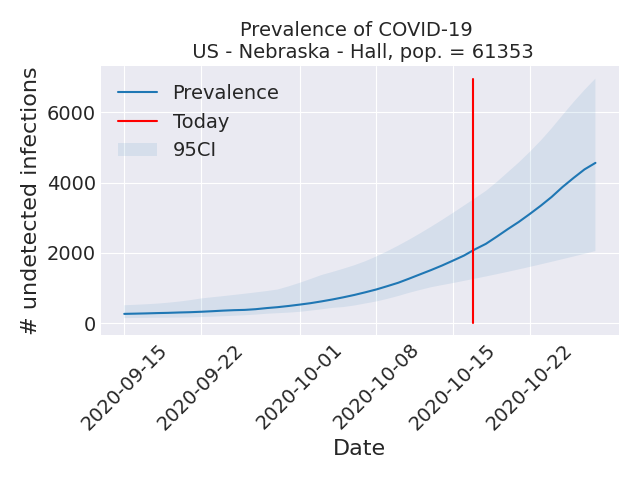 Prevalence of COVID-19
US - Nebraska - Hall, pop. = 61353
# undetected infections
6000
4000
2000
0
Prevalence
Today
95CI
2020-09-15
2020-09-22
2020-10-01
2020-10-08
2020-10-15
2020-10-22
Date